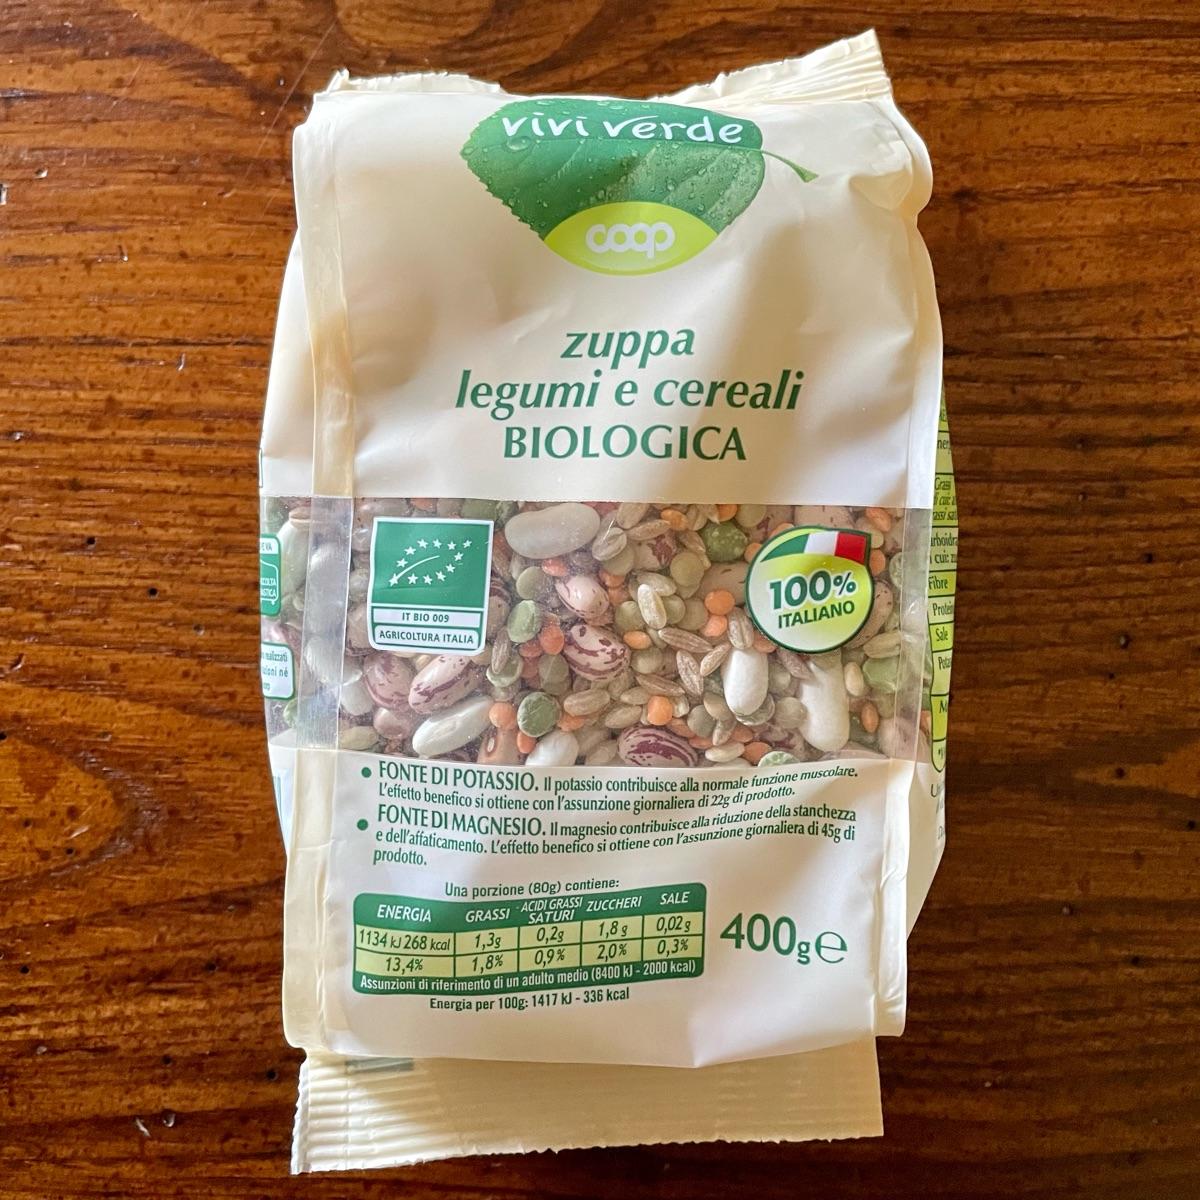 vivi verde
coop
zuppa
legumi e cereali
BIOLOGICA
IT BIO 009
AGRICOLTURA ITALIA
100%
ITALIANO
• FONTE DI POTASSIO. Il potassio contribuisce alla normale funzione muscolare.
L'effetto benefico si ottiene con l'assunzione giornaliera di 22g di prodotto.
• FONTE DI MAGNESIO. Il magnesio contribuisce alla riduzione della stanchezza
e dell'affaticamento. L'effetto benefico si ottiene con l'assunzione giornaliera di 45g di
prodotto.
Una porzione (80g) contiene:
ENERGIA GRASSI ACIDI GRASSI SATURI ZUCCHERI SALE
1134 kJ 268 kcal 1,3g 0,2g 1,8 g 0,02 g
13,4% 1,8% 0,9% 2,0% 0,3%
Assunzioni di riferimento di un adulto medio (8400 kJ - 2000 kcal)
Energia per 100g: 1417 kJ - 336 kcal
400g e
Grassi
Fibre
Sale